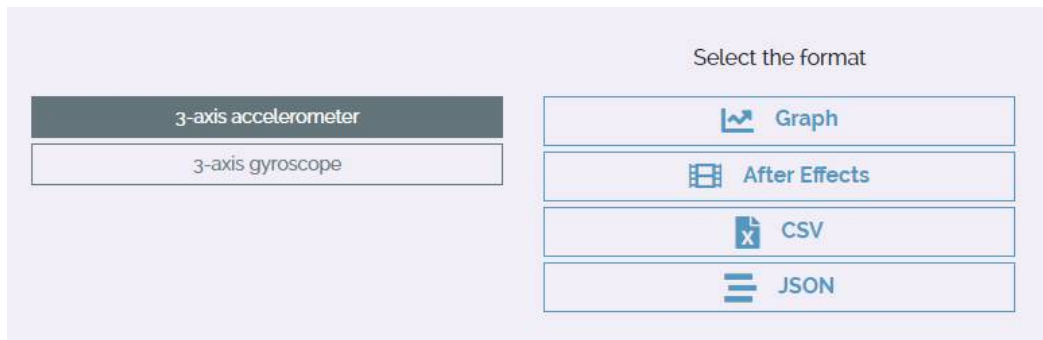 Select the format
3-axis accelerometer
3-axis gyroscope
Graph
After Effects
CSV
JSON